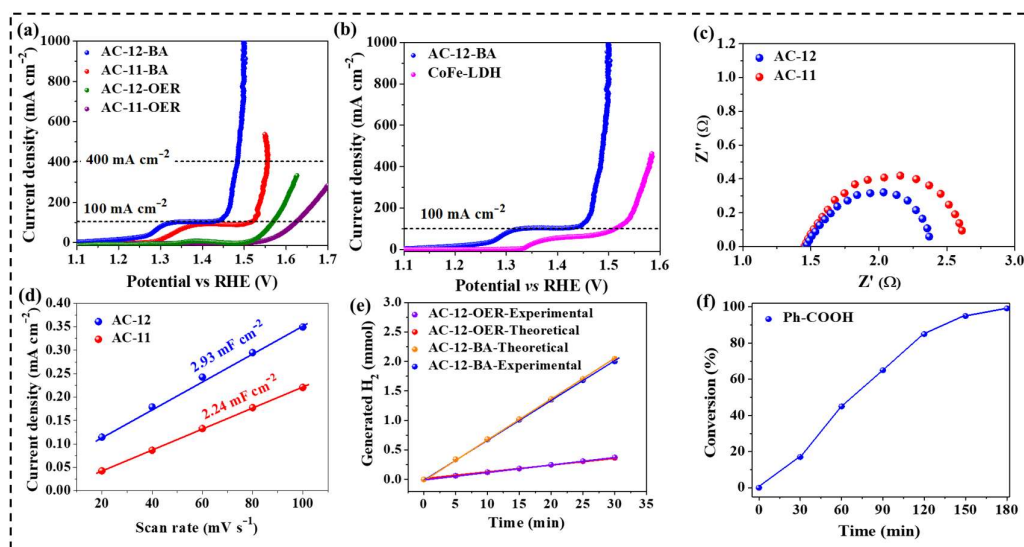 (a)
AC-12-BA
AC-11-BA
AC-12-OER
AC-11-OER
400 mA cm⁻²
100 mA cm⁻²
Current density (mA cm⁻²)
0
200
400
600
800
1000
1.1
1.2
1.3
1.4
1.5
1.6
1.7
Potential vs RHE (V)
(b)
AC-12-BA
CoFe-LDH
100 mA cm⁻²
Current density (mA cm⁻²)
0
200
400
600
800
1000
1.1
1.2
1.3
1.4
1.5
1.6
Potential vs RHE (V)
(c)
AC-12
AC-11
Z'' (Ω)
0.0
0.2
0.4
0.6
0.8
1.0
1.2
1.0
1.5
2.0
2.5
3.0
Z' (Ω)
(d)
AC-12
AC-11
2.93 mF cm⁻²
2.24 mF cm⁻²
Current density (mA cm⁻²)
0.00
0.05
0.10
0.15
0.20
0.25
0.30
0.35
0.40
20
40
60
80
100
Scan rate (mV s⁻¹)
(e)
AC-12-OER-Experimental
AC-12-OER-Theoretical
AC-12-BA-Theoretical
AC-12-BA-Experimental
Generated H₂ (mmol)
0.0
0.5
1.0
1.5
2.0
2.5
3.0
0
5
10
15
20
25
30
35
Time (min)
(f)
Ph-COOH
Conversion (%)
0
20
40
60
80
100
0
30
60
90
120
150
180
Time (min)